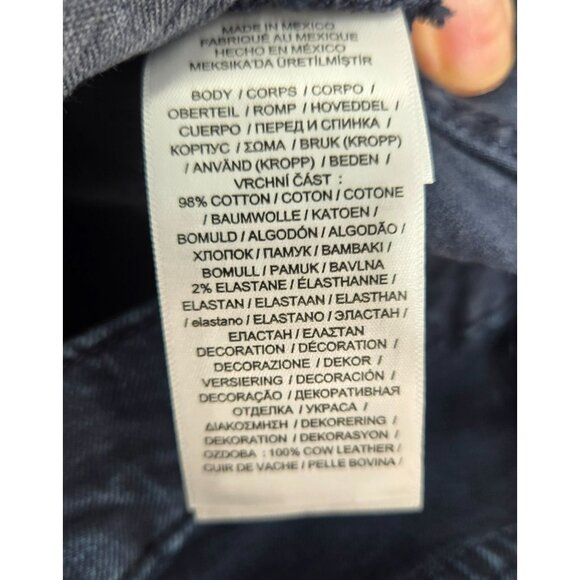 MADE IN MEXICO
FABRIQUÉ AU MEXIQUE
HECHO EN MÉXICO
MEKSIKA'DA ÜRETİLMİŞTİR
BODY / CORPS / CORPO /
OBERTEIL / ROMP / HOVEDDEL /
CUERPO / ПЕРЕД И СПИНКА /
КОРПУС / ΣΩΜΑ / BRUK (KROPP)
/ ANVÄND (KROPP) / BEDEN /
VRCHNÍ ČÁST :
98% COTTON / COTON / COTONE
/ BAUMWOLLE / KATOEN /
BOMULD / ALGODÓN / ALGODÃO /
ХЛОПОК / ПАМУК / ΒΑΜΒΑΚΙ /
BOMULL / PAMUK / BAVLNA
2% ELASTANE / ÉLASTHANNE /
ELASTAN / ELASTAAN / ELASTHAN
/ elastano / ELASTANO / ЭЛАСТАН /
ЕЛАСТАН / ΕΛΑΣΤΑΝ
DECORATION / DÉCORATION /
DECORAZIONE / DEKOR /
VERSIERING / DECORACIÓN /
DECORAÇÃO / ДЕКОРАТИВНАЯ
ОТДЕЛКА / УКРАСА /
ΔΙΑΚΟΣΜΗΣΗ / DEKORERING /
DEKORATION / DEKORASYON /
OZDOBA : 100% COW LEATHER /
CUIR DE VACHE / PELLE BOVINA /